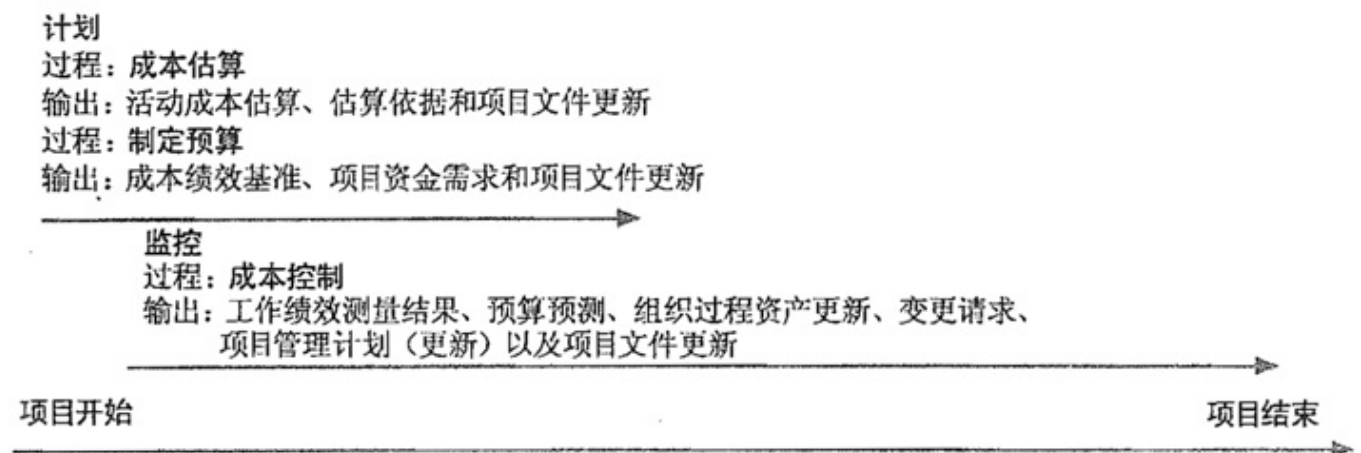 计划
过程：成本估算
输出：活动成本估算、估算依据和项目文件更新
过程：制定预算
输出：成本绩效基准、项目资金需求和项目文件更新
监控
过程：成本控制
输出：工作绩效测量结果、预算预测、组织过程资产更新、变更请求、
项目管理计划（更新）以及项目文件更新
项目开始
项目结束